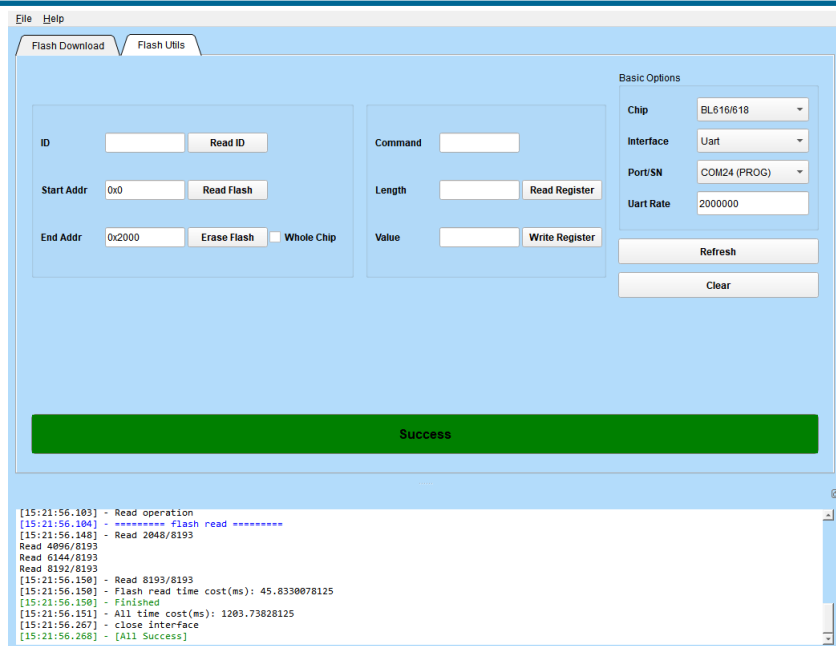 File Help
Flash Download Flash Utils
Basic Options
Chip BL616/618
ID Read ID Command Interface Uart
Port/SN COM24 (PROG)
Start Addr 0x0 Read Flash Length Read Register
Uart Rate 2000000
End Addr 0x2000 Erase Flash Whole Chip Value Write Register
Refresh
Clear
Success
[15:21:56.103] - Read operation
[15:21:56.104] - ========= flash read =========
[15:21:56.148] - Read 2048/8193
Read 4096/8193
Read 6144/8193
Read 8192/8193
[15:21:56.150] - Read 8193/8193
[15:21:56.150] - Flash read time cost(ms): 45.8330078125
[15:21:56.150] - Finished
[15:21:56.151] - All time cost(ms): 1203.73828125
[15:21:56.267] - close interface
[15:21:56.268] - [All Success]